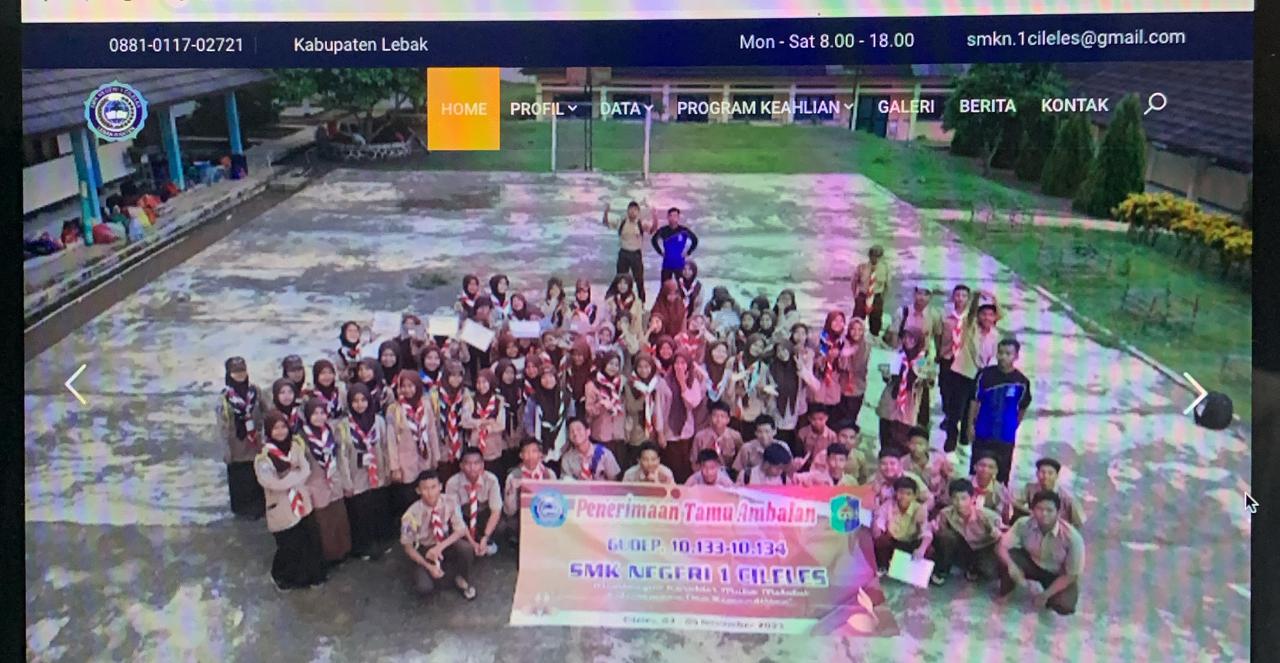 0881-0117-02721
Kabupaten Lebak
Mon - Sat 8.00 - 18.00
smkn.1cileles@gmail.com
HOME PROFIL DATA PROGRAM KEAHLIAN GALERI BERITA KONTAK
Penerimaan Tamu Ambalan
GUDEP. 10.133-10.134
SMK NEGERI 1 CILELES